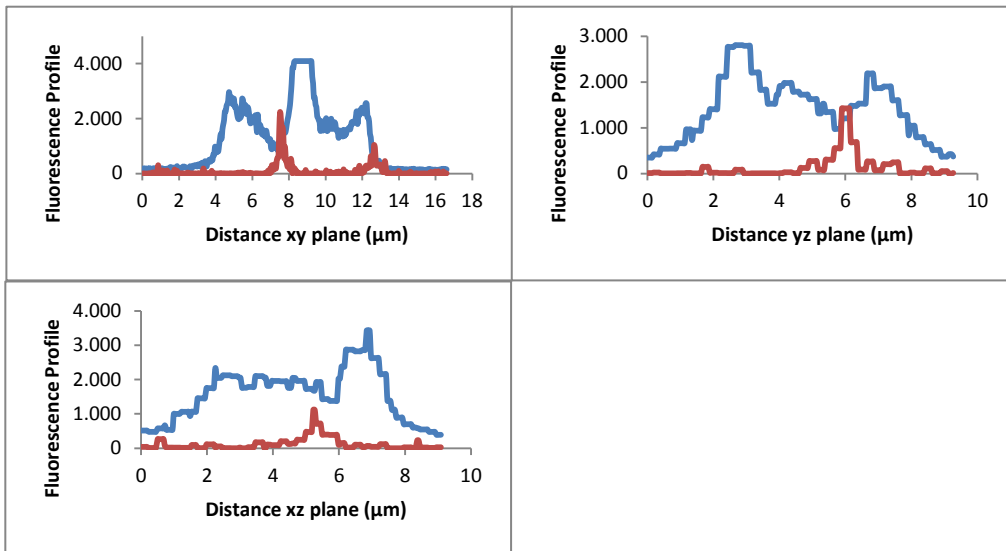 Fluorescence Profile
4.000
2.000
0
0 2 4 6 8 10 12 14 16 18
Distance xy plane (µm)
Fluorescence Profile
3.000
2.000
1.000
0
0 2 4 6 8 10
Distance yz plane (µm)
Fluorescence Profile
4.000
3.000
2.000
1.000
0
0 2 4 6 8 10
Distance xz plane (µm)